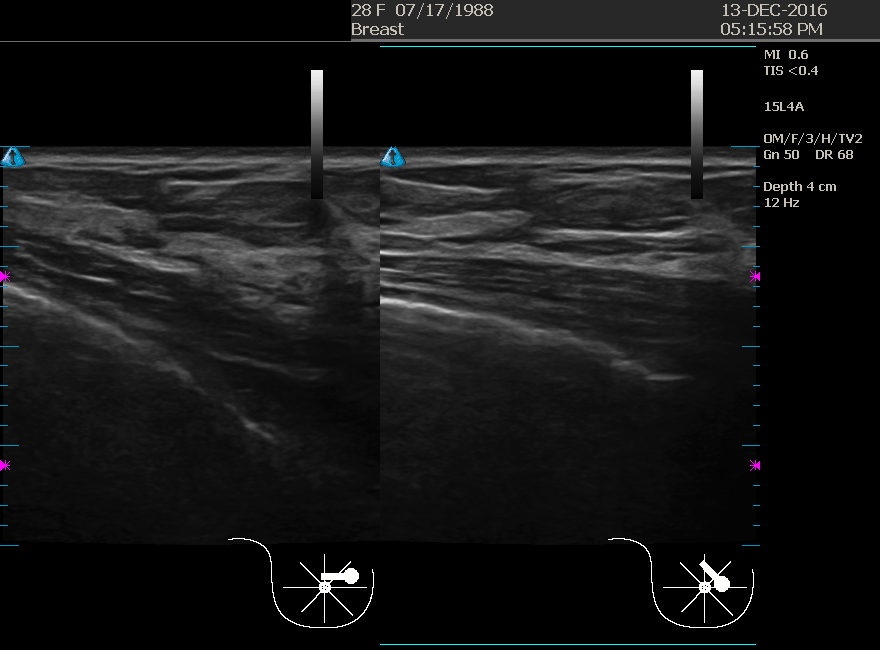 28 F 07/17/1988
13-DEC-2016
Breast
05:15:58 PM
MI 0.6
TIS <0.4
15L4A
OM/F/3/H/TV2
Gn 50 DR 68
Depth 4 cm
12 Hz